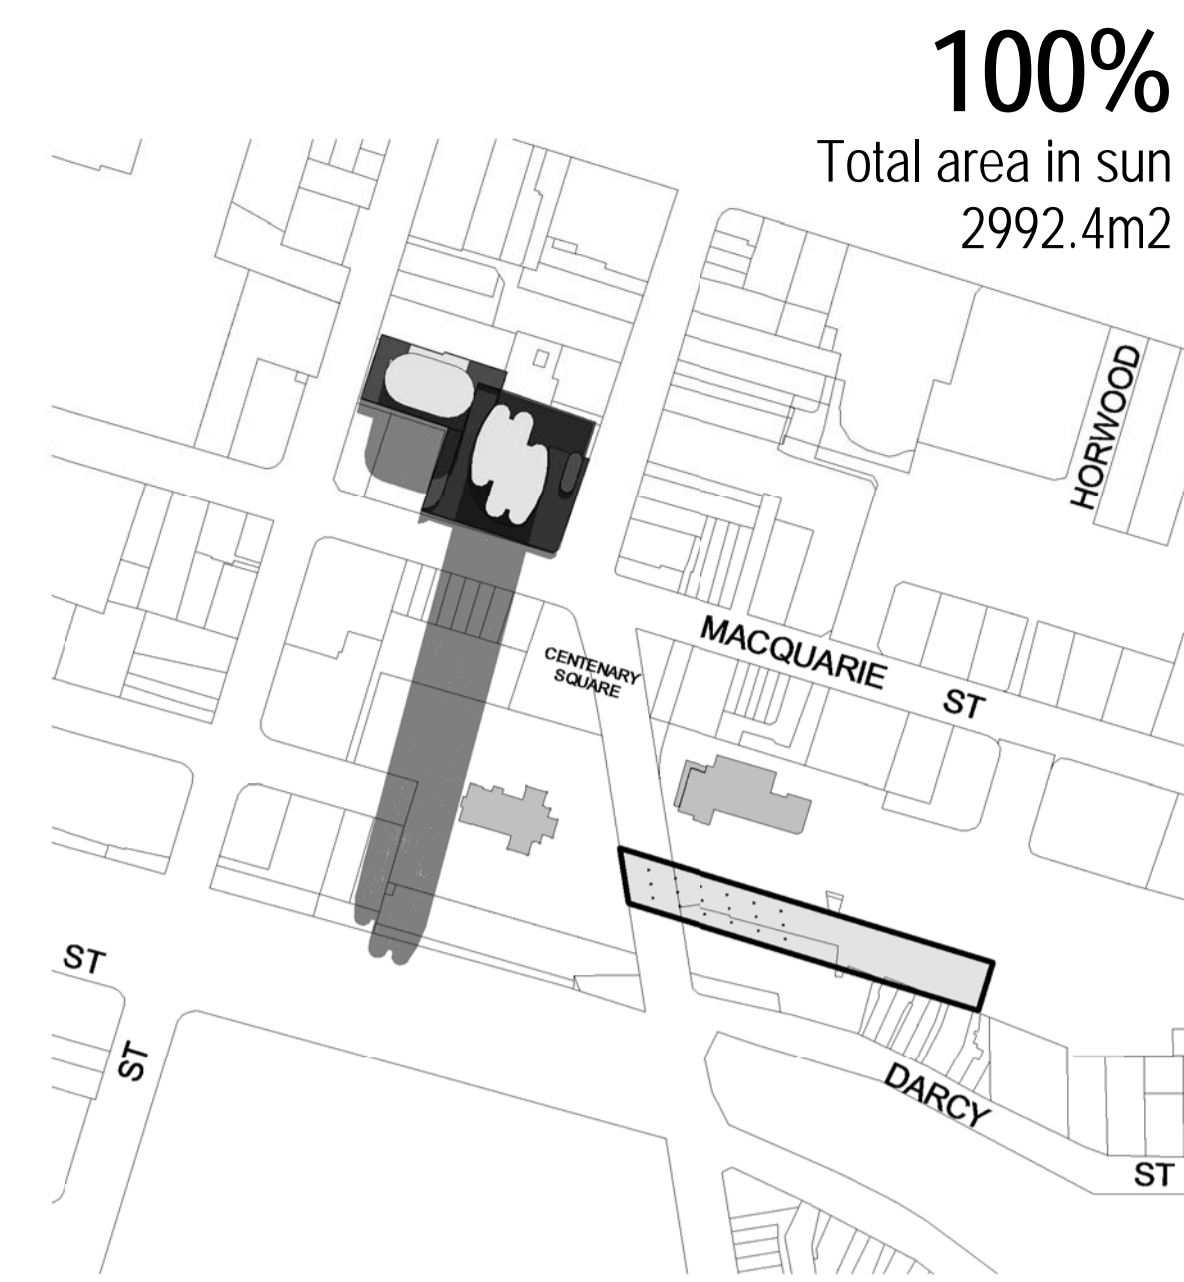 100%
Total area in sun
2992.4m2
HORWOOD
MACQUARIE
ST
CENTENARY
SQUARE
ST
ST
DARCY
ST